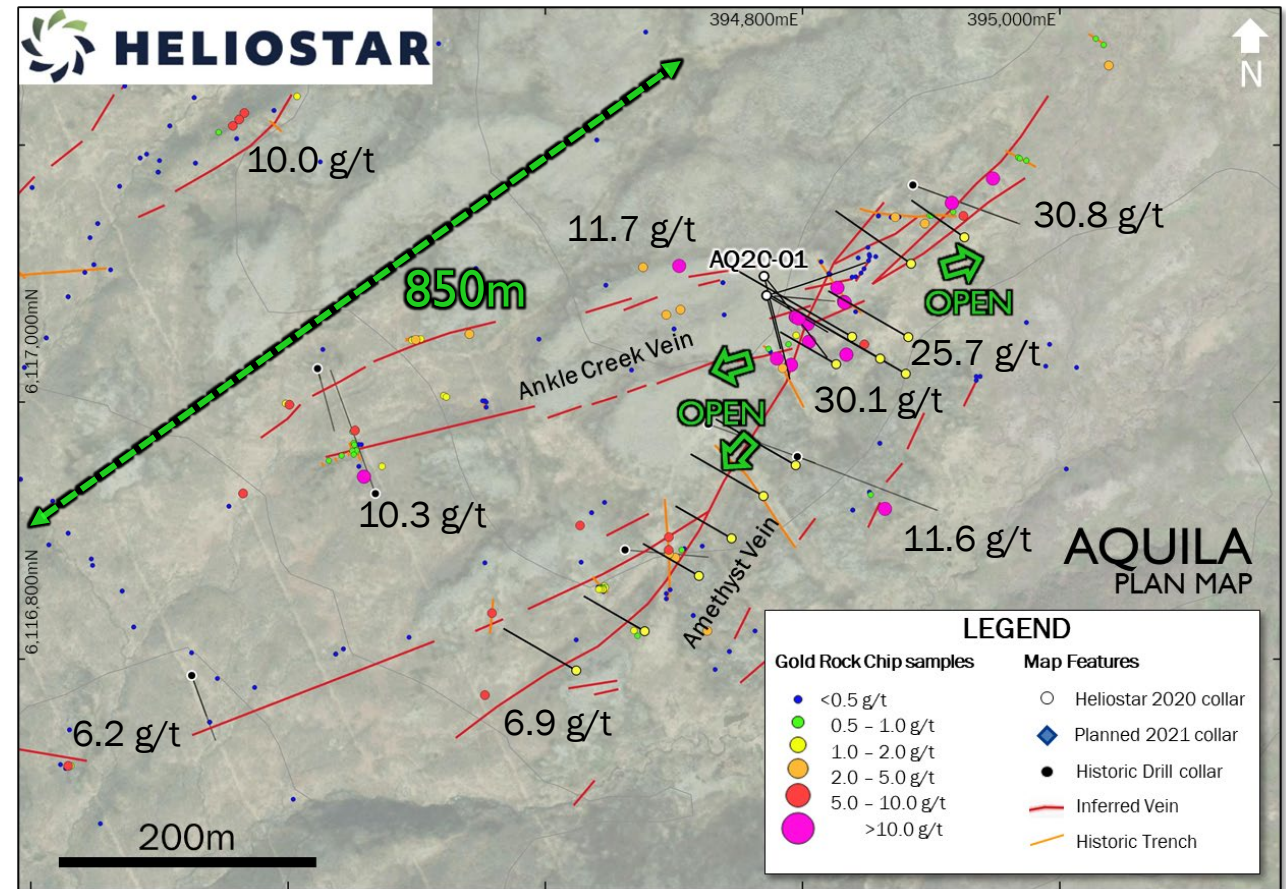 HELIOSTAR
394,800mE
395,000mE
N
10.0 g/t
850m
11.7 g/t
AQ20-01
30.8 g/t
OPEN
6,117,000mN
Ankle Creek Vein
25.7 g/t
30.1 g/t
OPEN
10.3 g/t
11.6 g/t
AQUILA
PLAN MAP
6,116,800mN
Amethyst Vein
6.2 g/t
6.9 g/t
200m
LEGEND
Gold Rock Chip samples
<0.5 g/t
0.5 – 1.0 g/t
1.0 – 2.0 g/t
2.0 – 5.0 g/t
5.0 – 10.0 g/t
>10.0 g/t
Map Features
Heliostar 2020 collar
Planned 2021 collar
Historic Drill collar
Inferred Vein
Historic Trench